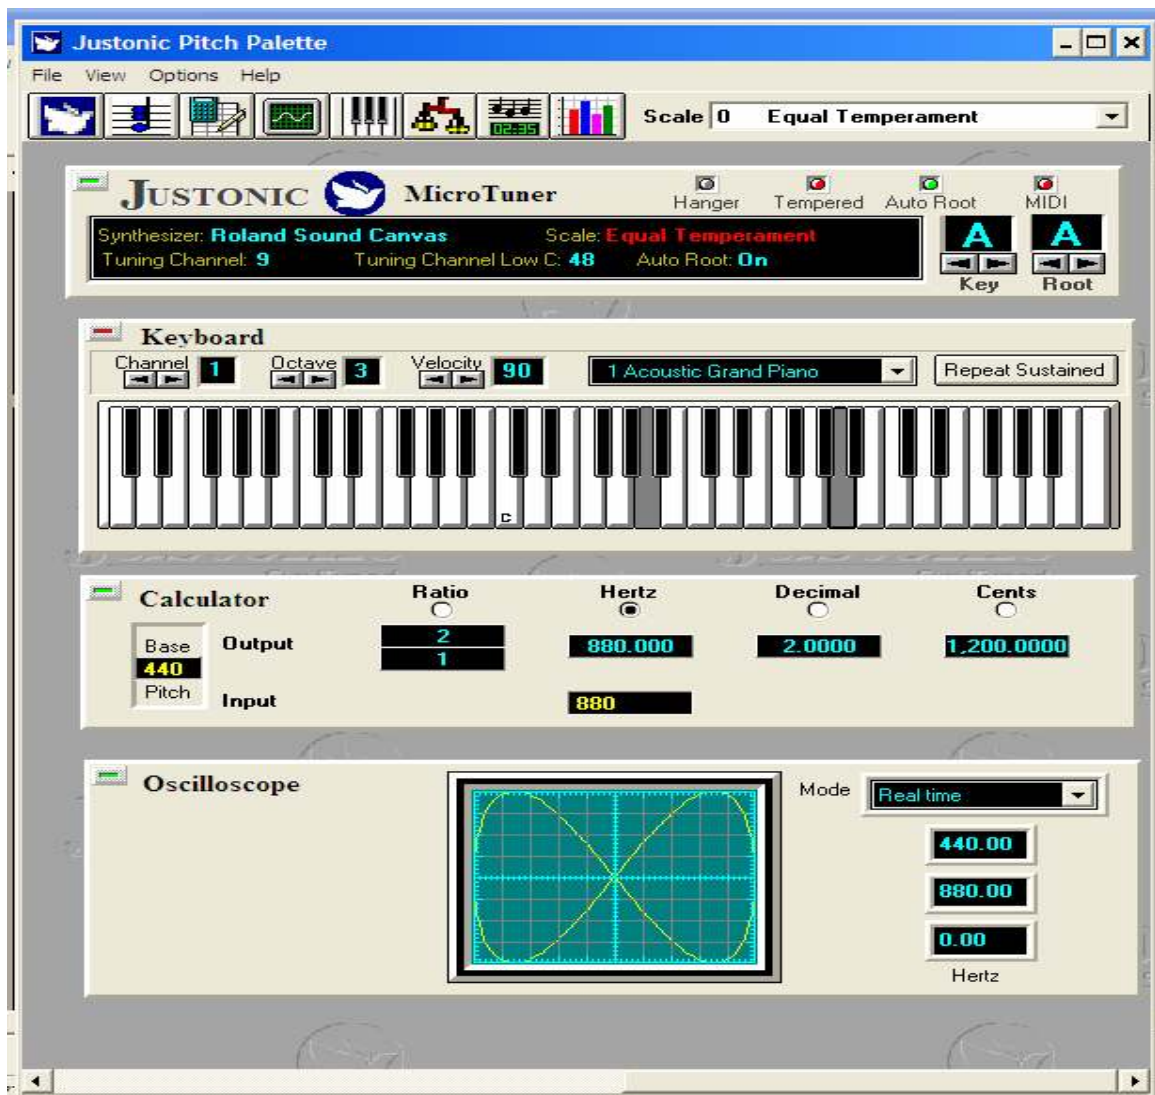 Justonic Pitch Palette
File View Options Help
02:35
Scale 0 Equal Temperament
JUSTONIC MicroTuner
Hanger Tempered Auto Root MIDI
Synthesizer: Roland Sound Canvas Scale: Equal Temperament
Tuning Channel: 9 Tuning Channel Low C: 48 Auto Root: On
A A
Key Root
Keyboard
Channel 1 Octave 3 Velocity 90 1 Acoustic Grand Piano Repeat Sustained
C
Calculator Ratio Hertz Decimal Cents
Base Output 2 880.000 2.0000 1,200.0000
440 1
Pitch Input 880
Oscilloscope Mode Real time
440.00
880.00
0.00
Hertz